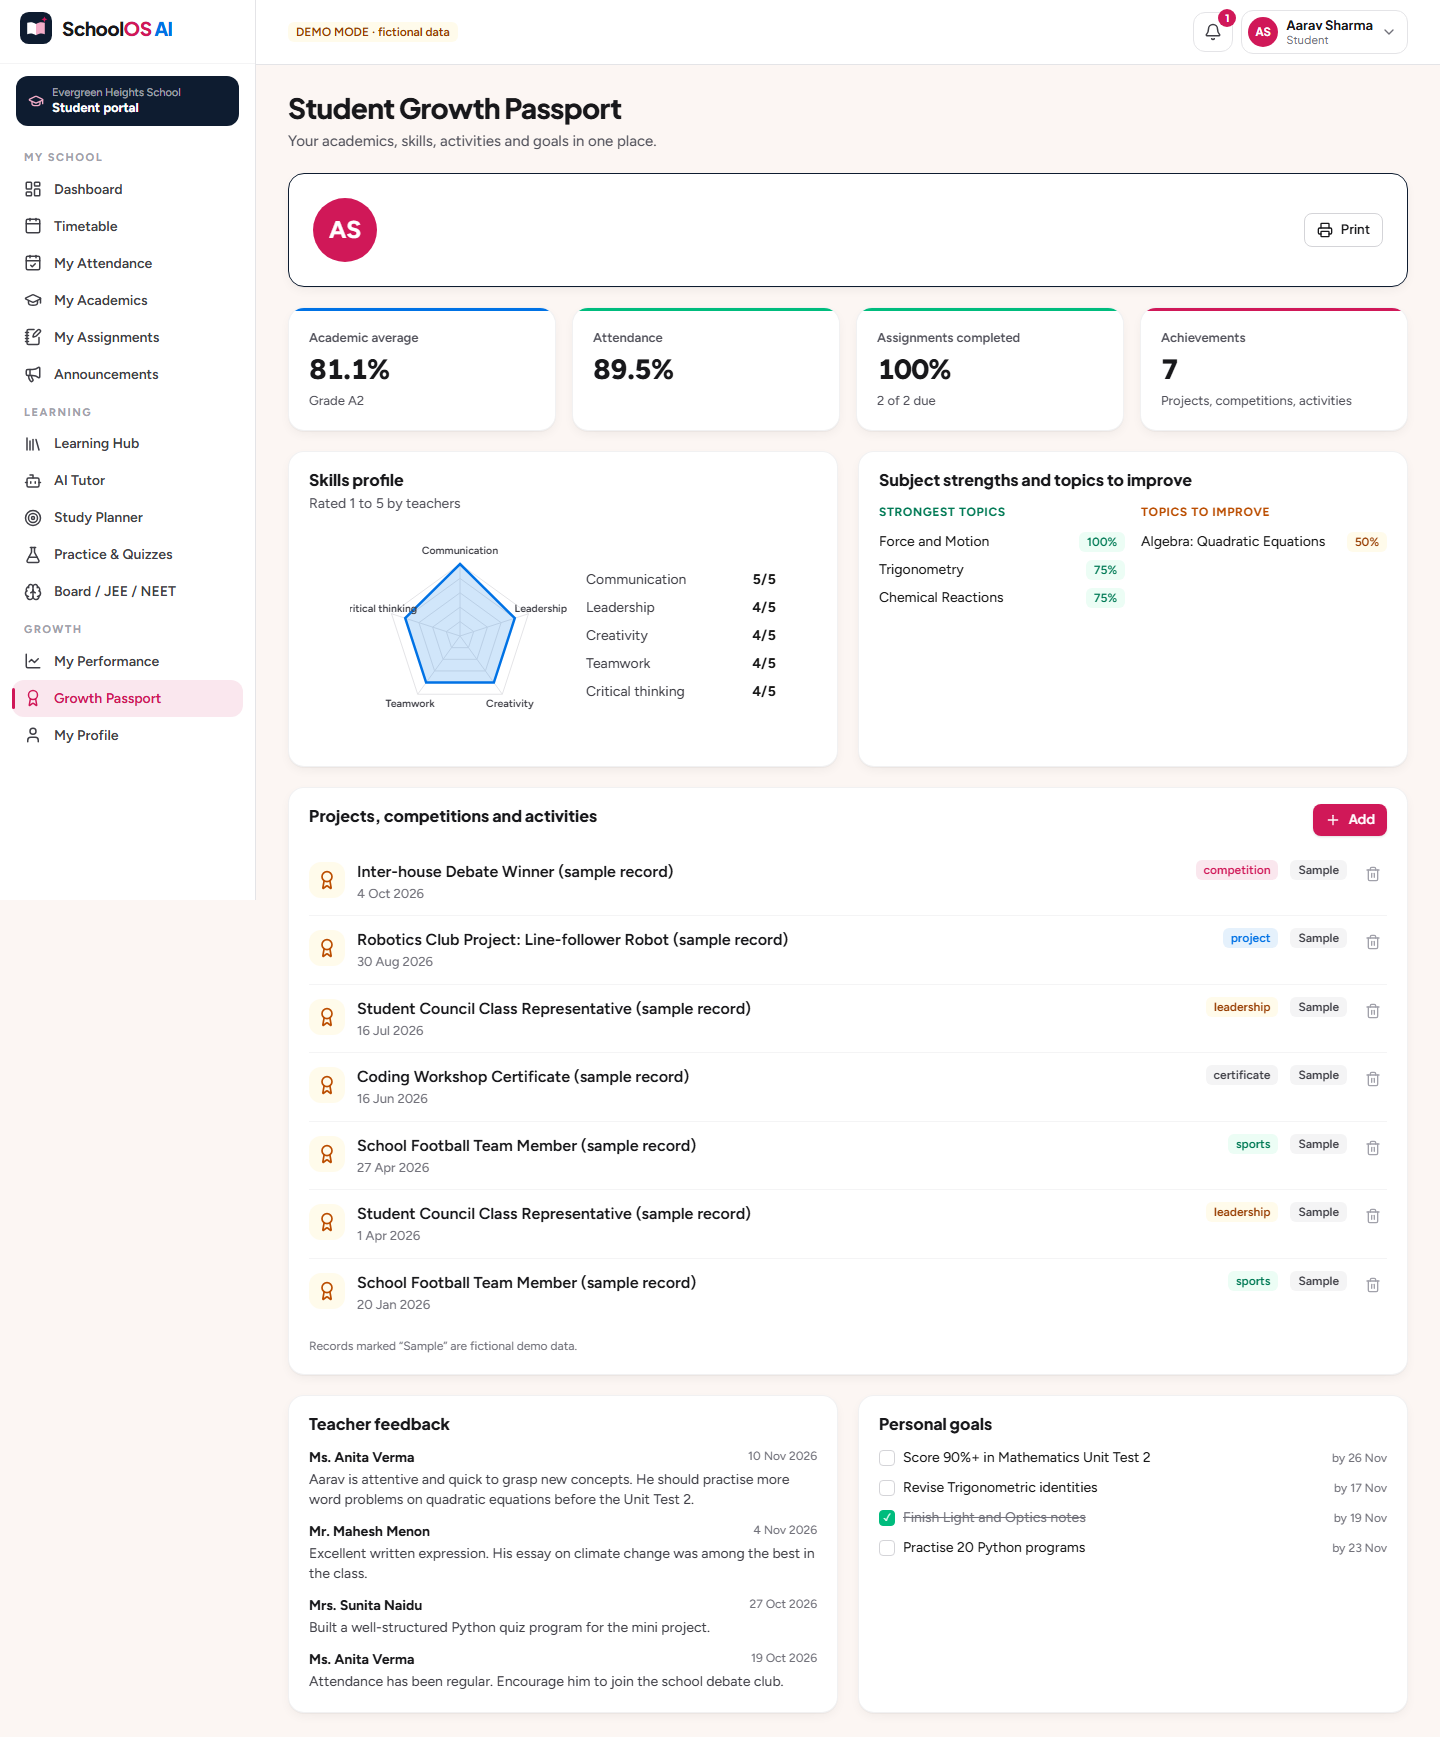 SchoolOS AI
DEMO MODE · fictional data
1
AS
Aarav Sharma
Student
Evergreen Heights School
Student portal
MY SCHOOL
Dashboard
Timetable
My Attendance
My Academics
My Assignments
Announcements
LEARNING
Learning Hub
AI Tutor
Study Planner
Practice & Quizzes
Board / JEE / NEET
GROWTH
My Performance
Growth Passport
My Profile
Student Growth Passport
Your academics, skills, activities and goals in one place.
AS
Print
Academic average
81.1%
Grade A2
Attendance
89.5%
Assignments completed
100%
2 of 2 due
Achievements
7
Projects, competitions, activities
Skills profile
Rated 1 to 5 by teachers
Communication
ritical thinking
Leadership
Teamwork
Creativity
Communication 5/5
Leadership 4/5
Creativity 4/5
Teamwork 4/5
Critical thinking 4/5
Subject strengths and topics to improve
STRONGEST TOPICS
Force and Motion 100%
Trigonometry 75%
Chemical Reactions 75%
TOPICS TO IMPROVE
Algebra: Quadratic Equations 50%
Projects, competitions and activities
Add
Inter-house Debate Winner (sample record)
4 Oct 2026
competition Sample
Robotics Club Project: Line-follower Robot (sample record)
30 Aug 2026
project Sample
Student Council Class Representative (sample record)
16 Jul 2026
leadership Sample
Coding Workshop Certificate (sample record)
16 Jun 2026
certificate Sample
School Football Team Member (sample record)
27 Apr 2026
sports Sample
Student Council Class Representative (sample record)
1 Apr 2026
leadership Sample
School Football Team Member (sample record)
20 Jan 2026
sports Sample
Records marked “Sample” are fictional demo data.
Teacher feedback
Ms. Anita Verma 10 Nov 2026
Aarav is attentive and quick to grasp new concepts. He should practise more
word problems on quadratic equations before the Unit Test 2.
Mr. Mahesh Menon 4 Nov 2026
Excellent written expression. His essay on climate change was among the best in
the class.
Mrs. Sunita Naidu 27 Oct 2026
Built a well-structured Python quiz program for the mini project.
Ms. Anita Verma 19 Oct 2026
Attendance has been regular. Encourage him to join the school debate club.
Personal goals
Score 90%+ in Mathematics Unit Test 2 by 26 Nov
Revise Trigonometric identities by 17 Nov
Finish Light and Optics notes by 19 Nov
Practise 20 Python programs by 23 Nov